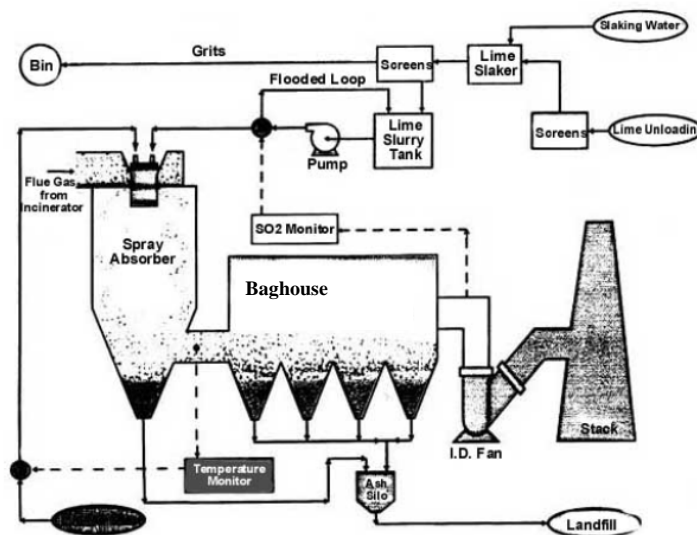 Slaking Water
Bin
Grits
Screens
Lime
Slaker
Flooded Loop
Lime
Slurry
Tank
Screens
Lime Unloadin
Pump
Flue Gas
from
Incinerator
SO2 Monitor
Spray
Absorber
Baghouse
Stack
I.D. Fan
Temperature
Monitor
Ash
Silo
Landfill